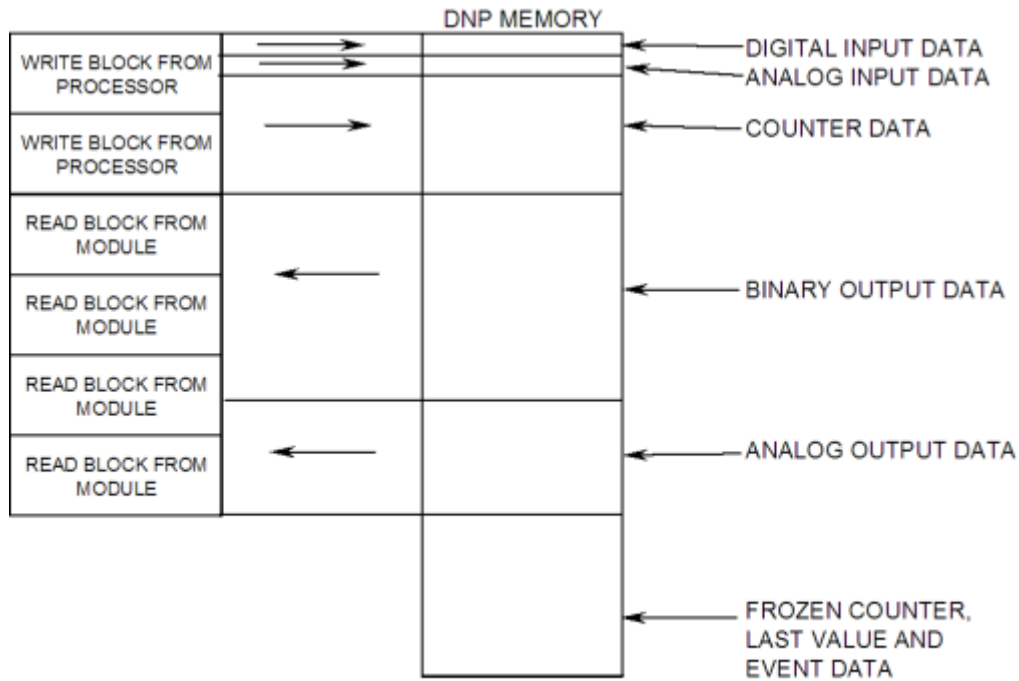 DNP MEMORY
WRITE BLOCK FROM
PROCESSOR
WRITE BLOCK FROM
PROCESSOR
READ BLOCK FROM
MODULE
READ BLOCK FROM
MODULE
READ BLOCK FROM
MODULE
READ BLOCK FROM
MODULE
DIGITAL INPUT DATA
ANALOG INPUT DATA
COUNTER DATA
BINARY OUTPUT DATA
ANALOG OUTPUT DATA
FROZEN COUNTER,
LAST VALUE AND
EVENT DATA